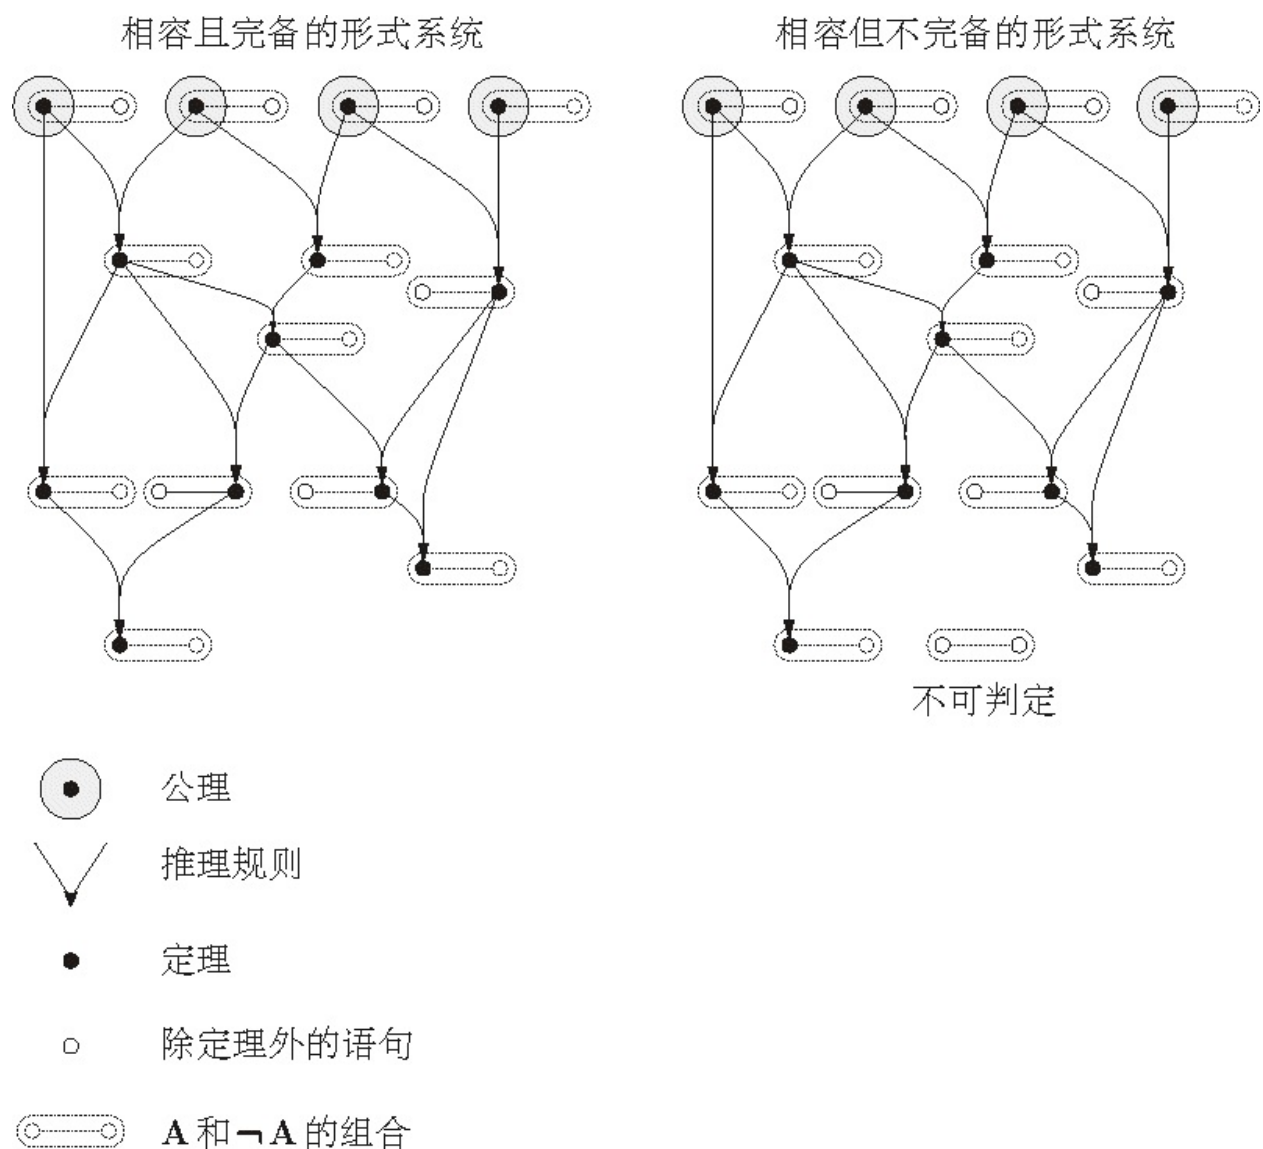 相容且完备的形式系统
相容但不完备的形式系统
不可判定
公理
推理规则
定理
除定理外的语句
A 和 ¬ A 的组合